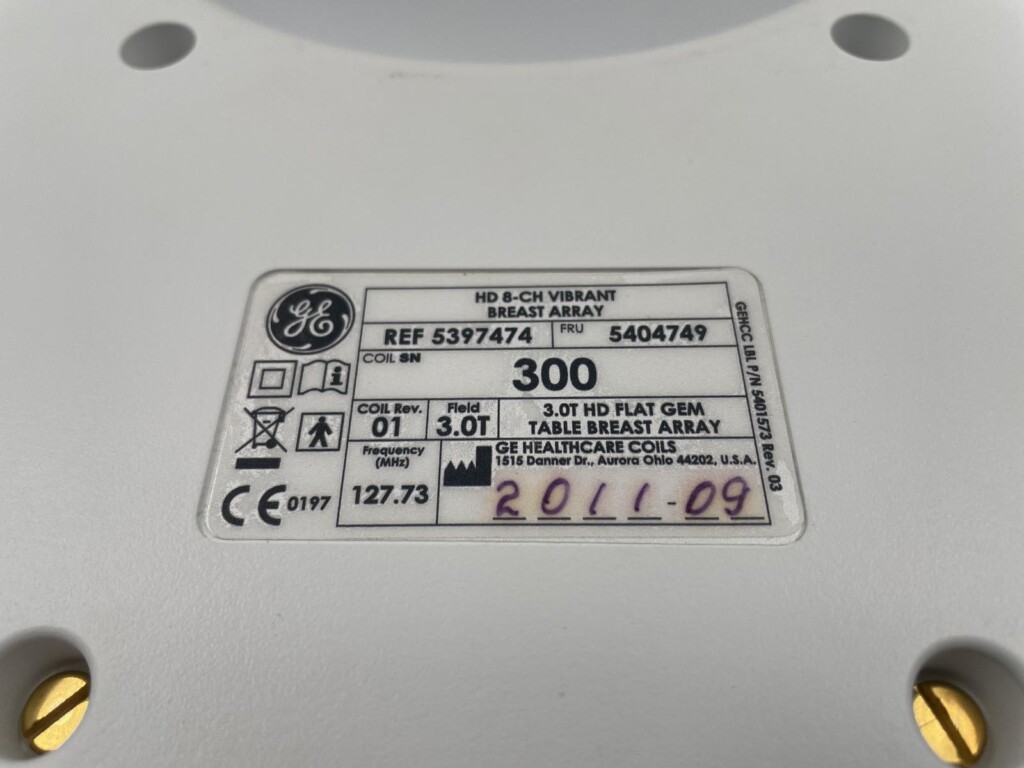 GE
HD 8-CH VIBRANT
BREAST ARRAY
REF 5397474
FRU 5404749
COIL SN
300
COIL Rev.
01
Field
3.0T
3.0T HD FLAT GEM
TABLE BREAST ARRAY
Frequency
(MHz)
127.73
GE HEALTHCARE COILS
1515 Danner Dr., Aurora Ohio 44202, U.S.A.
2011-09
CE 0197
GEHCC LBL P/N 5401573 Rev. 03